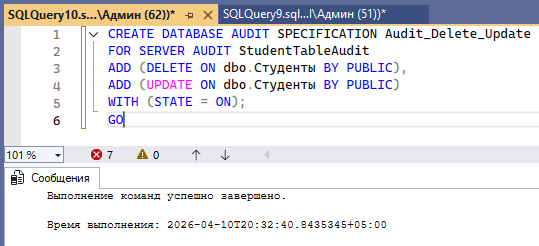 SQLQuery10.s...\Админ (62))* SQLQuery9.sql...l\Админ (51))*
1 CREATE DATABASE AUDIT SPECIFICATION Audit_Delete_Update
2 FOR SERVER AUDIT StudentTableAudit
3 ADD (DELETE ON dbo.Студенты BY PUBLIC),
4 ADD (UPDATE ON dbo.Студенты BY PUBLIC)
5 WITH (STATE = ON);
6 GO
101 % 7 0
Сообщения
Выполнение команд успешно завершено.
Время выполнения: 2026-04-10T20:32:40.8435345+05:00